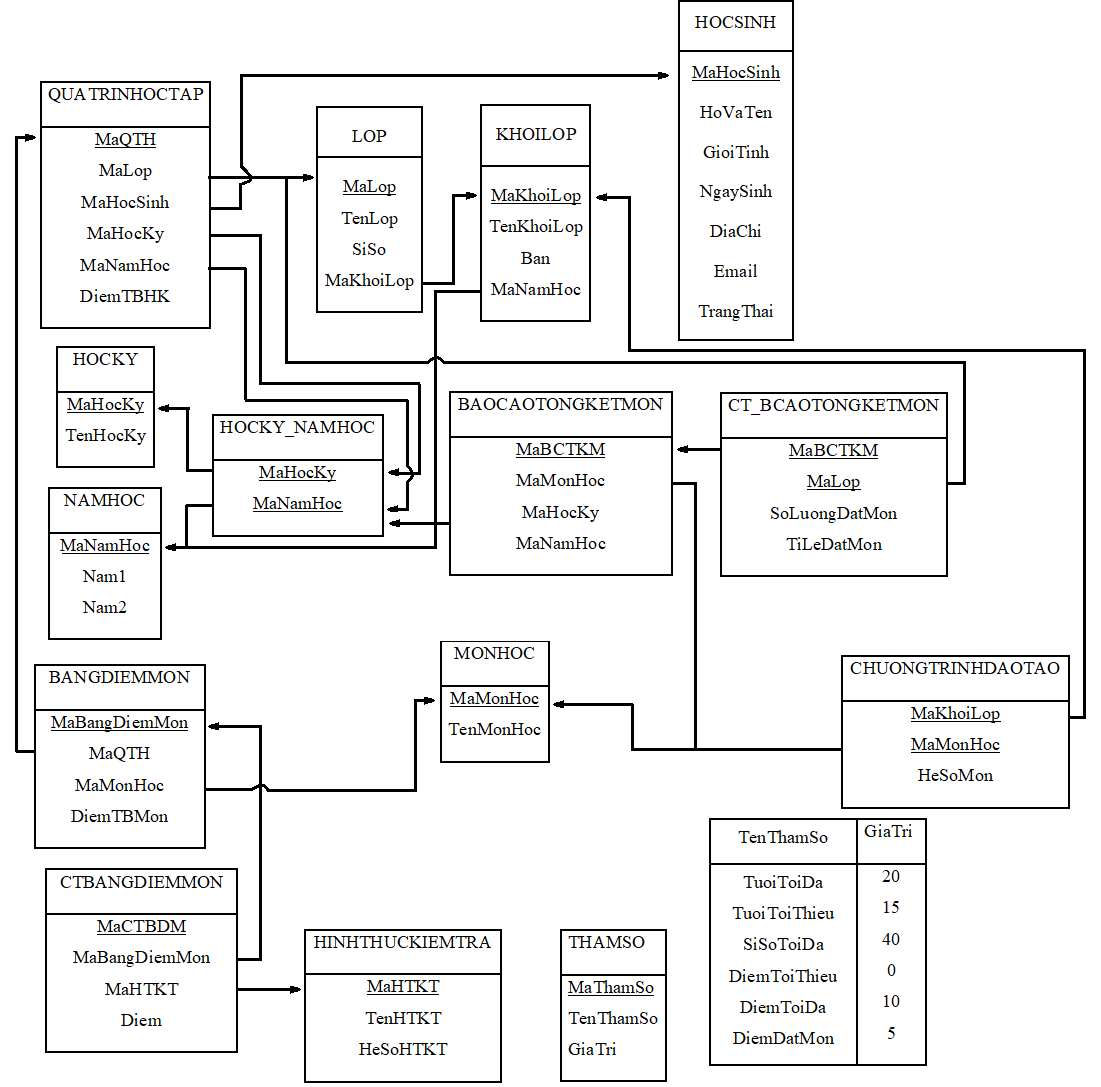 HOCSINH
MaHocSinh
HoVaTen
GioiTinh
NgaySinh
DiaChi
Email
TrangThai
QUATRINHOCTAP
MaQTH
MaLop
MaHocSinh
MaHocKy
MaNamHoc
DiemTBHK
LOP
MaLop
TenLop
SiSo
MaKhoiLop
KHOILOP
MaKhoiLop
TenKhoiLop
Ban
MaNamHoc
HOCKY
MaHocKy
TenHocKy
HOCKY_NAMHOC
MaHocKy
MaNamHoc
BAOCAOTONGKETMON
MaBCTKM
MaMonHoc
MaHocKy
MaNamHoc
CT_BCAOTONGKETMON
MaBCTKM
MaLop
SoLuongDatMon
TiLeDatMon
NAMHOC
MaNamHoc
Nam1
Nam2
BANGDIEMMON
MaBangDiemMon
MaQTH
MaMonHoc
DiemTBMon
MONHOC
MaMonHoc
TenMonHoc
CHUONGTRINHDAOTAO
MaKhoiLop
MaMonHoc
HeSoMon
CTBANGDIEMMON
MaCTBDM
MaBangDiemMon
MaHTKT
Diem
HINHTHUCKIEMTRA
MaHTKT
TenHTKT
HeSoHTKT
THAMSO
MaThamSo
TenThamSo
GiaTri
TenThamSo GiaTri
TuoiToiDa 20
TuoiToiThieu 15
SiSoToiDa 40
DiemToiThieu 0
DiemToiDa 10
DiemDatMon 5